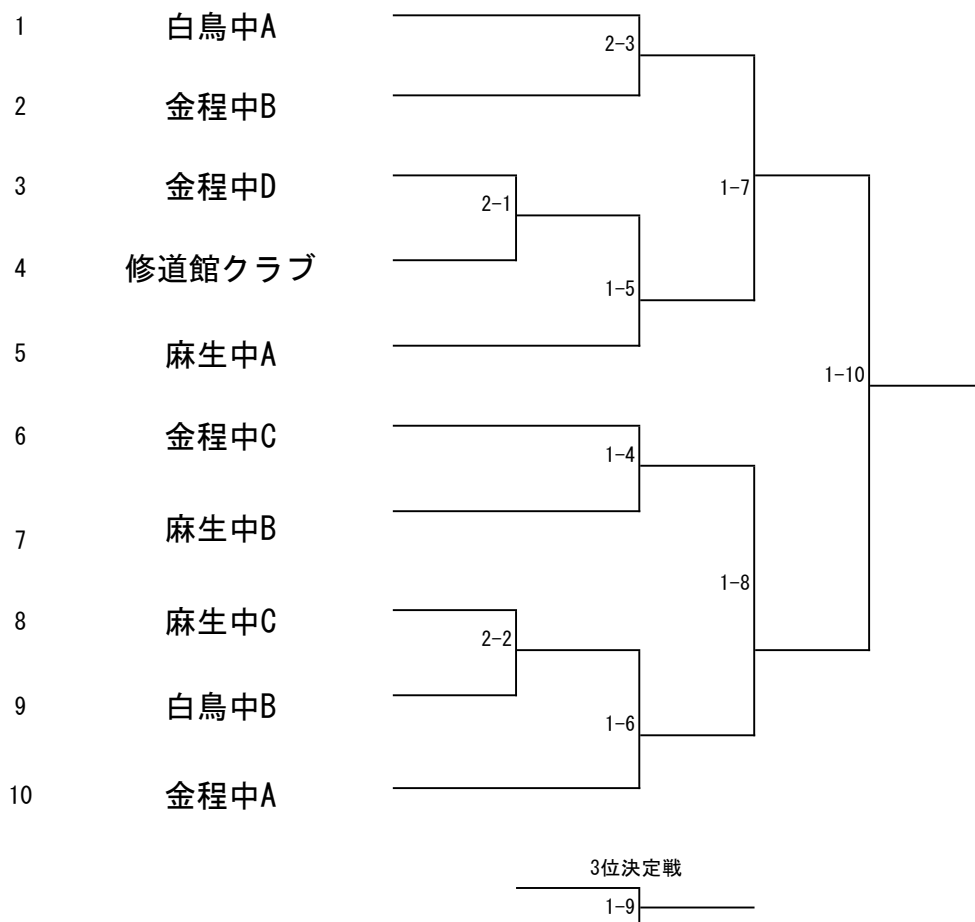 1 白鳥中A
2-3
2 金程中B
3 金程中D
2-1
1-7
4 修道館クラブ
1-5
5 麻生中A
1-10
6 金程中C
1-4
7 麻生中B
1-8
8 麻生中C
2-2
9 白鳥中B
1-6
10 金程中A
3位決定戦
1-9